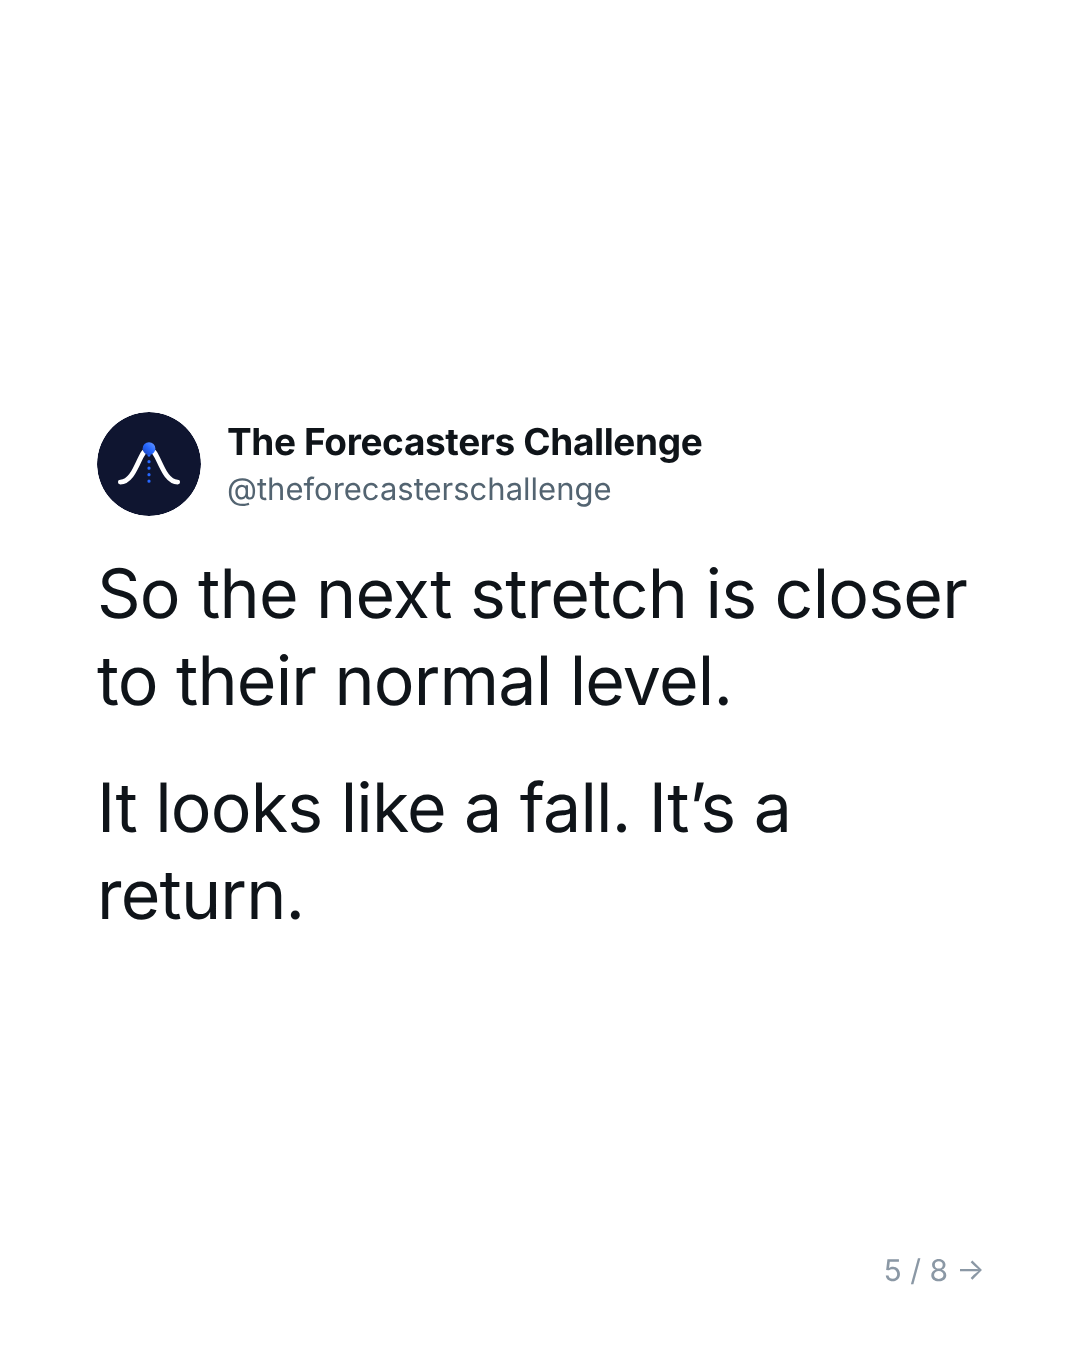 The Forecasters Challenge
@theforecasterschallenge
So the next stretch is closer
to their normal level.
It looks like a fall. It’s a
return.
5 / 8 →